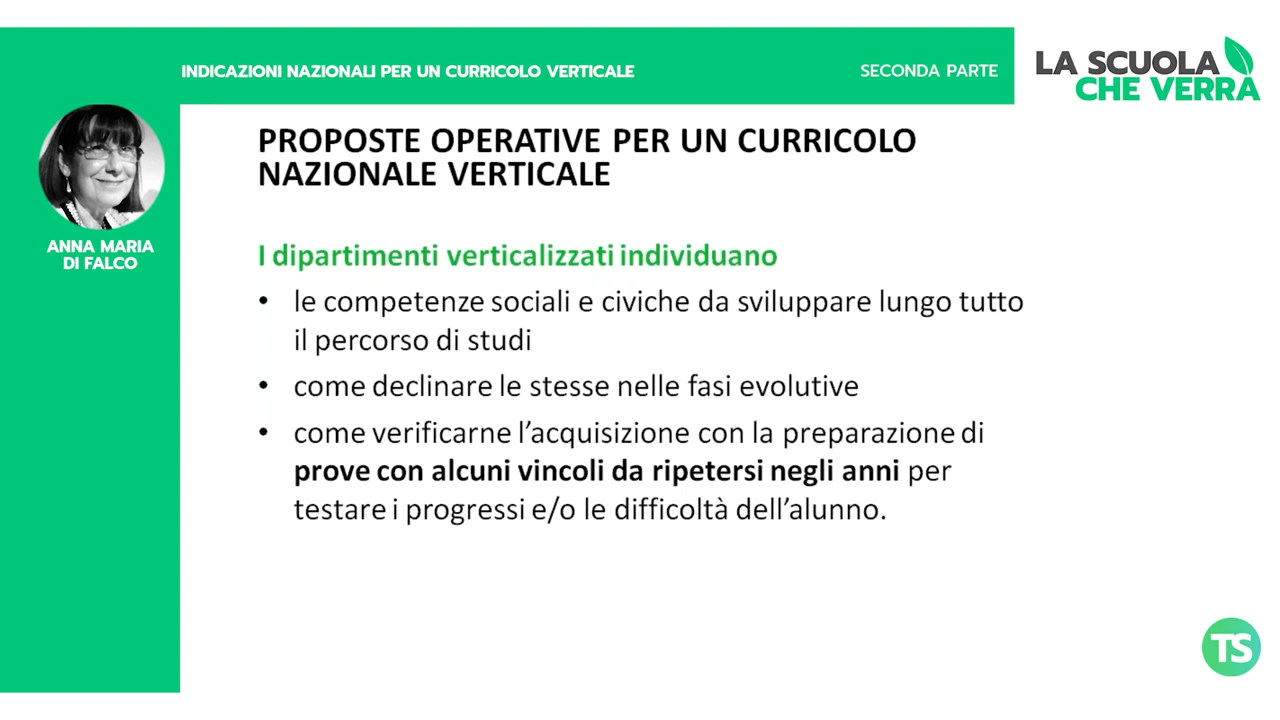 INDICAZIONI NAZIONALI PER UN CURRICOLO VERTICALE
SECONDA PARTE
LA SCUOLA
CHE VERRA
ANNA MARIA
DI FALCO
PROPOSTE OPERATIVE PER UN CURRICOLO
NAZIONALE VERTICALE
I dipartimenti verticalizzati individuano
• le competenze sociali e civiche da sviluppare lungo tutto
il percorso di studi
• come declinare le stesse nelle fasi evolutive
• come verificarne l’acquisizione con la preparazione di
prove con alcuni vincoli da ripetersi negli anni per
testare i progressi e/o le difficoltà dell’alunno.
TS